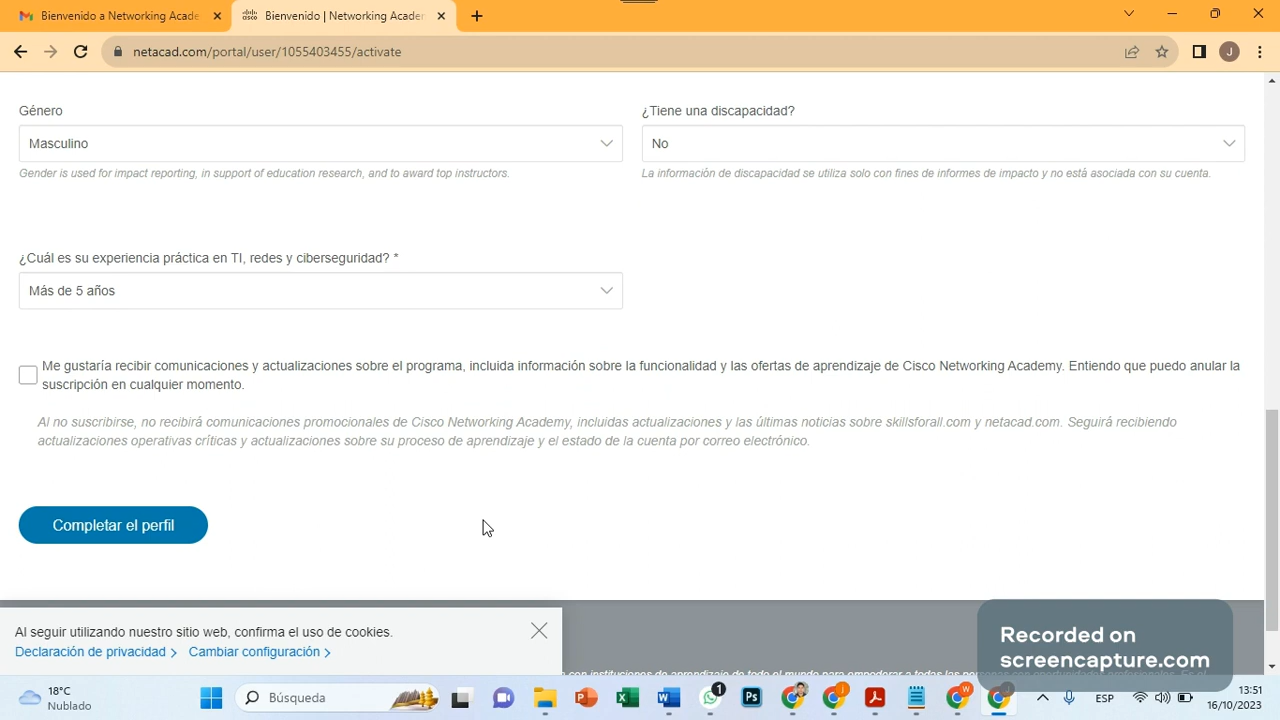 Bienvenido a Networking Acade
Bienvenido | Networking Academ
netacad.com/portal/user/1055403455/activate
J
Género
¿Tiene una discapacidad?
Masculino
No
Gender is used for impact reporting, in support of education research, and to award top instructors.
La información de discapacidad se utiliza solo con fines de informes de impacto y no està asociada con su cuenta.
¿Cuál es su experiencia práctica en TI, redes y ciberseguridad? *
Más de 5 años
Me gustaría recibir comunicaciones y actualizaciones sobre el programa, incluida información sobre la funcionalidad y las ofertas de aprendizaje de Cisco Networking Academy. Entiendo que puedo anular la
suscripción en cualquier momento.
Al no suscribirse, no recibirá comunicaciones promocionales de Cisco Networking Academy, incluidas actualizaciones y las últimas noticias sobre skillsforall.com y netacad.com. Seguirá recibiendo
actualizaciones operativas críticas y actualizaciones sobre su proceso de aprendizaje y el estado de la cuenta por correo electrónico.
Completar el perfil
Al seguir utilizando nuestro sitio web, confirma el uso de cookies.
Declaración de privacidad >
Cambiar configuración >
Recorded on
screencapture.com
18°C
Nublado
Búsqueda
1
ESP
13:51
16/10/2023